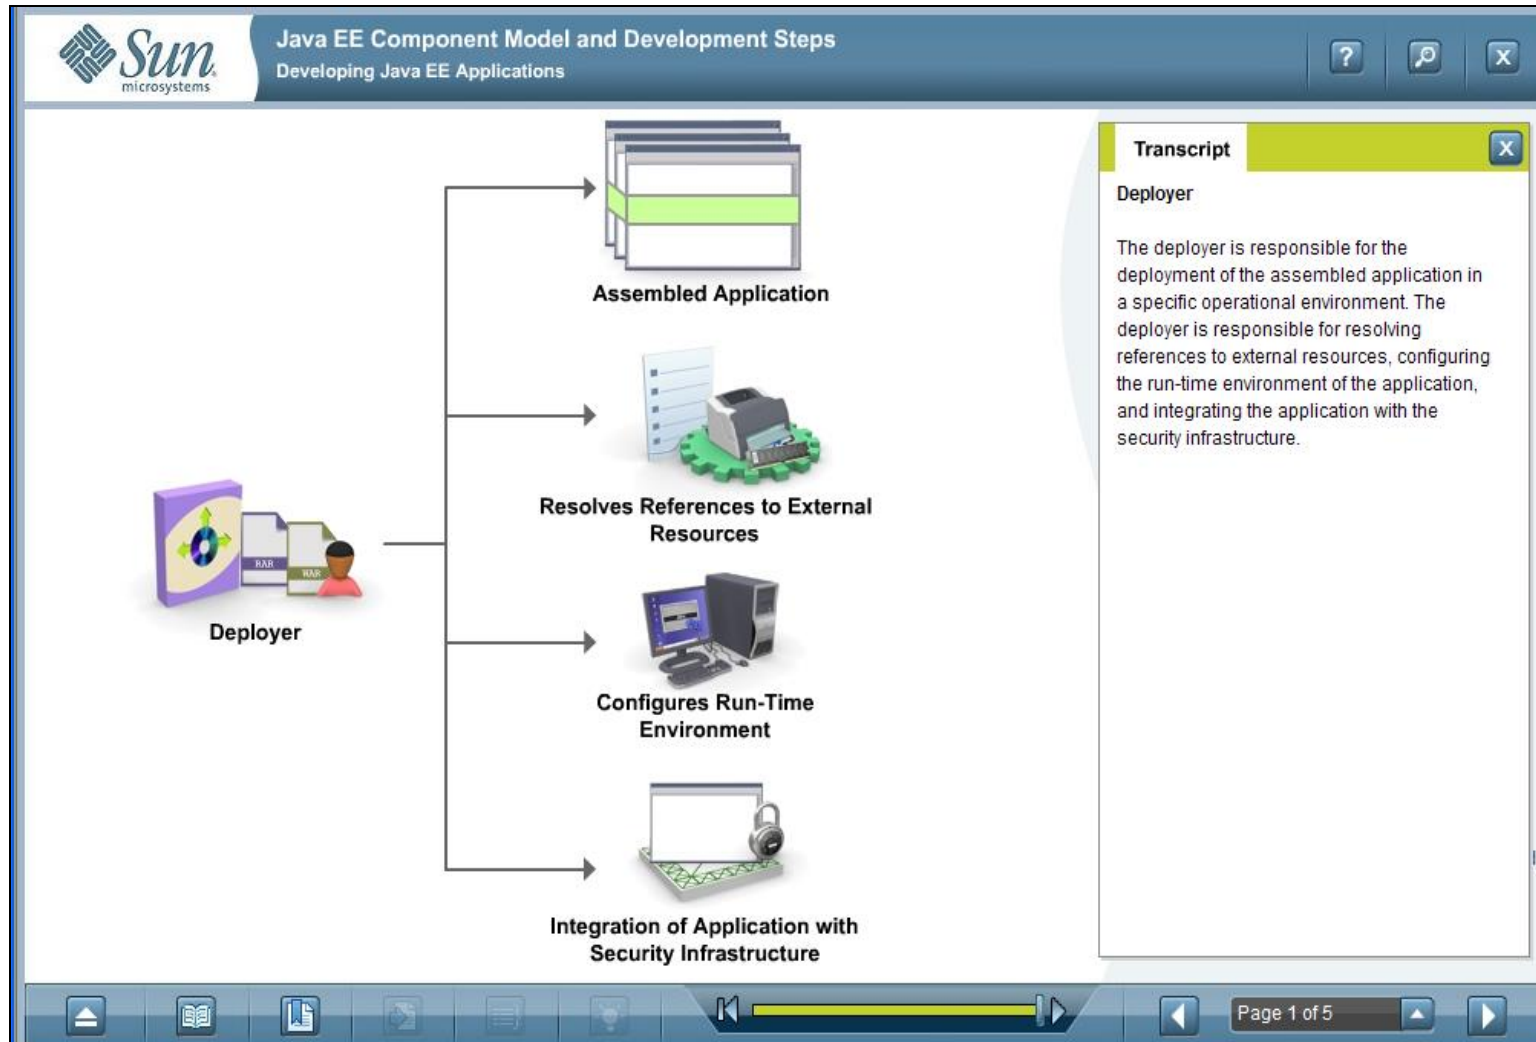 Sun
microsystems
Java EE Component Model and Development Steps
Developing Java EE Applications
?
X
Assembled Application
Resolves References to External
Resources
RAR
WAR
Deployer
Configures Run-Time
Environment
Integration of Application with
Security Infrastructure
Transcript
X
Deployer
The deployer is responsible for the
deployment of the assembled application in
a specific operational environment. The
deployer is responsible for resolving
references to external resources, configuring
the run-time environment of the application,
and integrating the application with the
security infrastructure.
Page 1 of 5